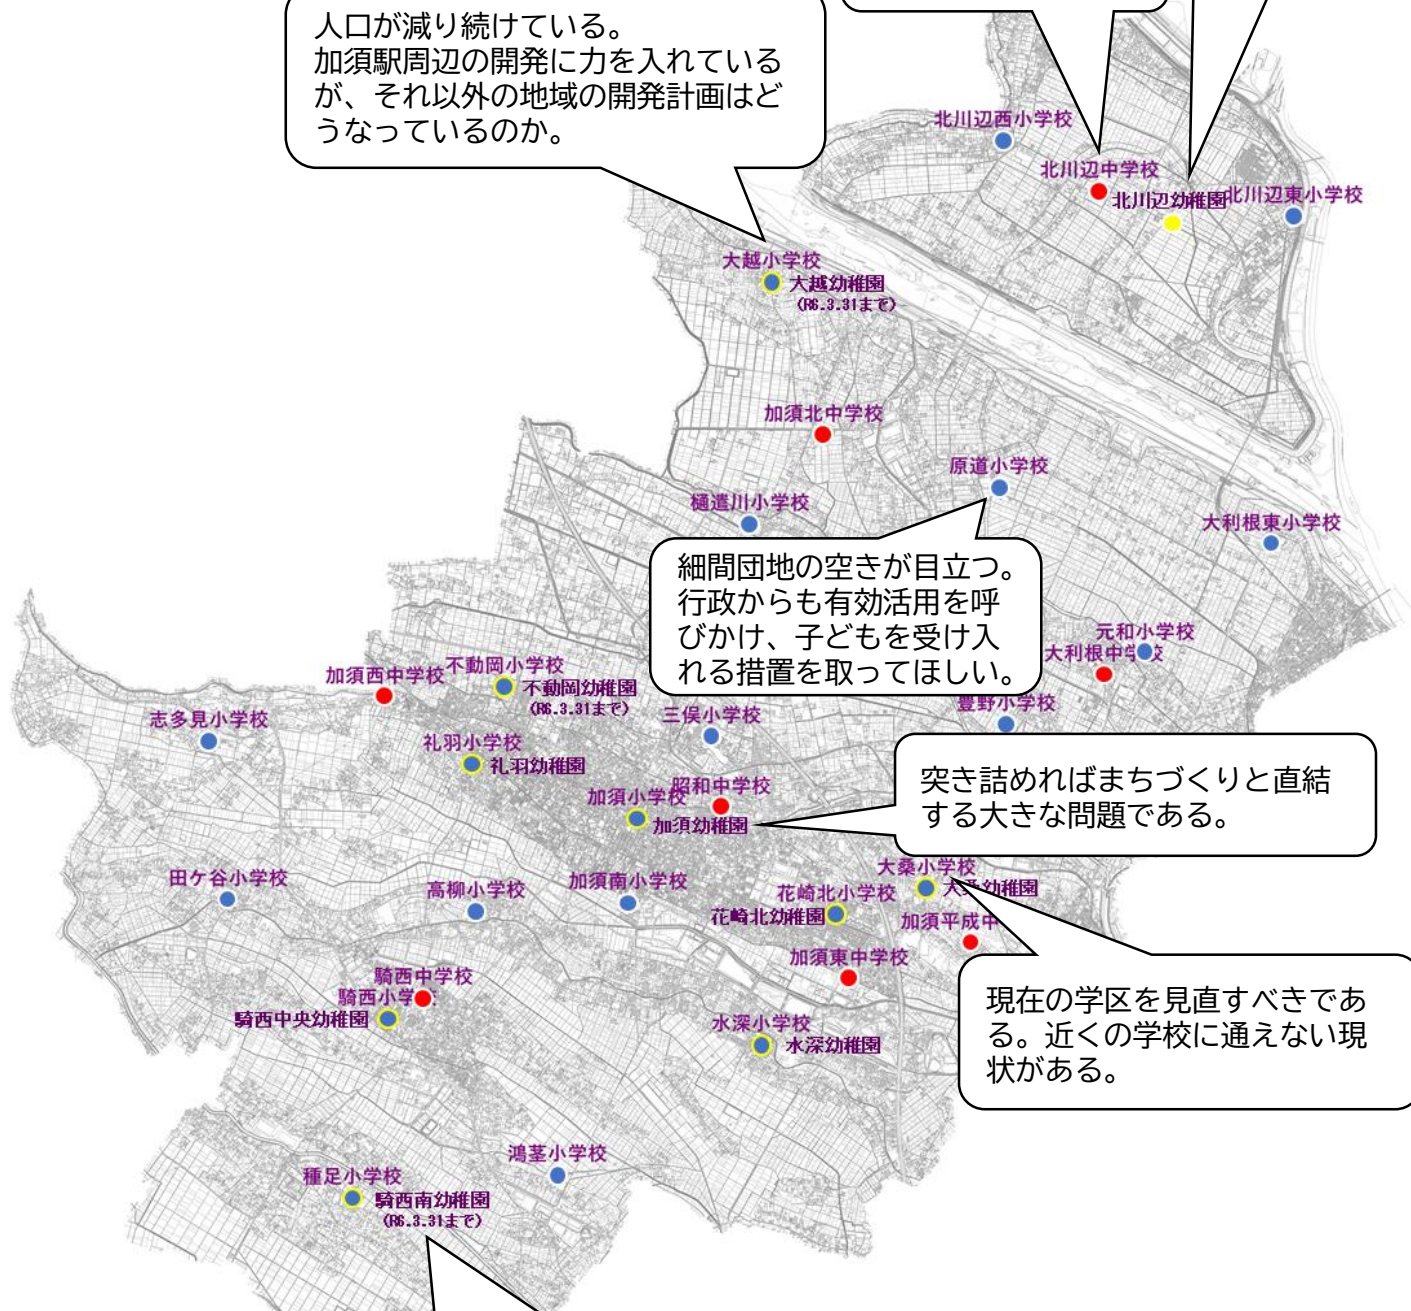 人口が減り続けている。
加須駅周辺の開発に力を入れている
が、それ以外の地域の開発計画はど
うなっているのか。
北川辺西小学校
北川辺中学校
北川辺幼稚園
北川辺東小学校
大越小学校
大越幼稚園
(R6.3.31まで)
加須北中学校
原道小学校
樋遣川小学校
大利根東小学校
細間団地の空きが目立つ。
行政からも有効活用を呼
びかけ、子どもを受け入
れる措置を取ってほしい。
元和小学校
大利根中学校
加須西中学校
不動岡小学校
不動岡幼稚園
(R6.3.31まで)
志多見小学校
三俣小学校
豊野小学校
礼羽小学校
礼羽幼稚園
昭和中学校
加須小学校
加須幼稚園
突き詰めればまちづくりと直結
する大きな問題である。
田ケ谷小学校
高柳小学校
加須南小学校
花崎北小学校
花崎北幼稚園
大桑小学校
大桑幼稚園
加須平成中
加須東中学校
騎西中学校
騎西小学校
騎西中央幼稚園
水深小学校
水深幼稚園
現在の学区を見直すべきであ
る。近くの学校に通えない現
状がある。
鴻茎小学校
種足小学校
騎西南幼稚園
(R6.3.31まで)